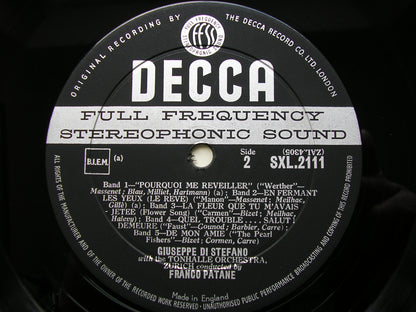 ORIGINAL RECORDING BY THE DECCA RECORD CO. LTD. LONDON
FULL FREQUENCY STEREOPHONIC SOUND
FFSS
DECCA
FULL FREQUENCY
STEREOPHONIC SOUND
(ZAL.4305)
B.I.E.M. (a) Side 2 SXL.2111
Band 1—"POURQUOI ME REVEILLER" ("Werther"—
Massenet; Blau, Milliet, Hartmann) (a) Band 2—EN FERMANT
LES YEUX (LE REVE) ("Manon"—Massenet; Meilhac,
Gille) (a) Band 3—LA FLEUR QUE TU M'AVAIS
JETEE (Flower Song) ("Carmen"—Bizet; Meilhac,
Halevy) Band 4—QUEL TROUBLE.... SALUT!
DEMEURE ("Faust"—Gounod; Barbier, Carre)
Band 5—DE MON AMIE ("The Pearl
Fishers"—Bizet; Cormon, Carre)
GIUSEPPE DI STEFANO
with the TONHALLE ORCHESTRA,
ZURICH conducted by
FRANCO PATANE
Made in England
ALL RIGHTS OF THE MANUFACTURER AND OF THE OWNER OF THE RECORDED WORK RESERVED · UNAUTHORISED PUBLIC PERFORMANCE BROADCASTING AND COPYING OF THIS RECORD PROHIBITED